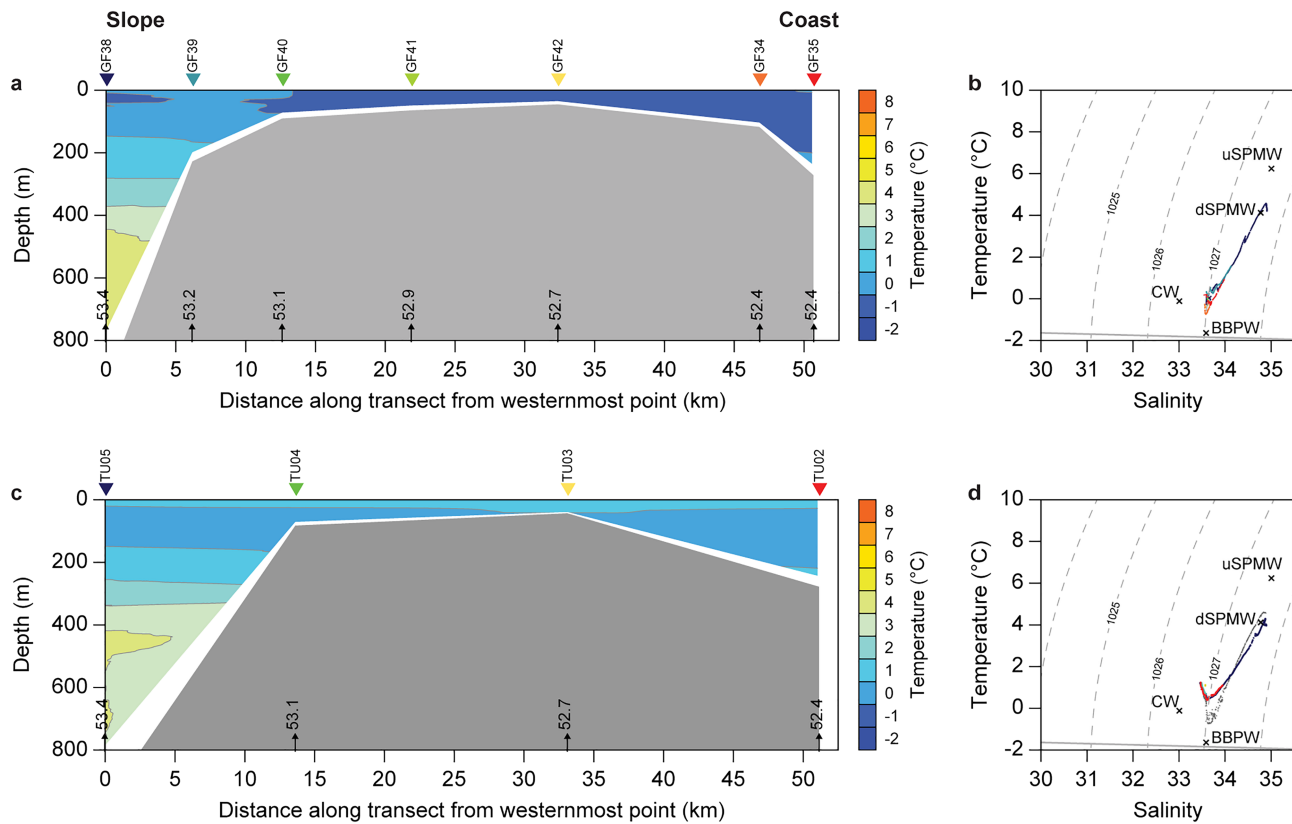 Slope
Coast
GF38
GF39
GF40
GF41
GF42
GF34
GF35
a
0
200
400
600
800
Depth (m)
53.4
53.2
53.1
52.9
52.7
52.4
52.4
0
5
10
15
20
25
30
35
40
45
50
Distance along transect from westernmost point (km)
8
7
6
5
4
3
2
1
0
-1
-2
Temperature (°C)
b
10
8
6
4
2
0
-2
Temperature (°C)
uSPMW
dSPMW
CW
BBPW
1025
1026
1027
30
31
32
33
34
35
Salinity
TU05
TU04
TU03
TU02
c
0
200
400
600
800
Depth (m)
53.4
53.1
52.7
52.4
0
5
10
15
20
25
30
35
40
45
50
Distance along transect from westernmost point (km)
8
7
6
5
4
3
2
1
0
-1
-2
Temperature (°C)
d
10
8
6
4
2
0
-2
Temperature (°C)
uSPMW
dSPMW
CW
BBPW
1025
1026
1027
30
31
32
33
34
35
Salinity